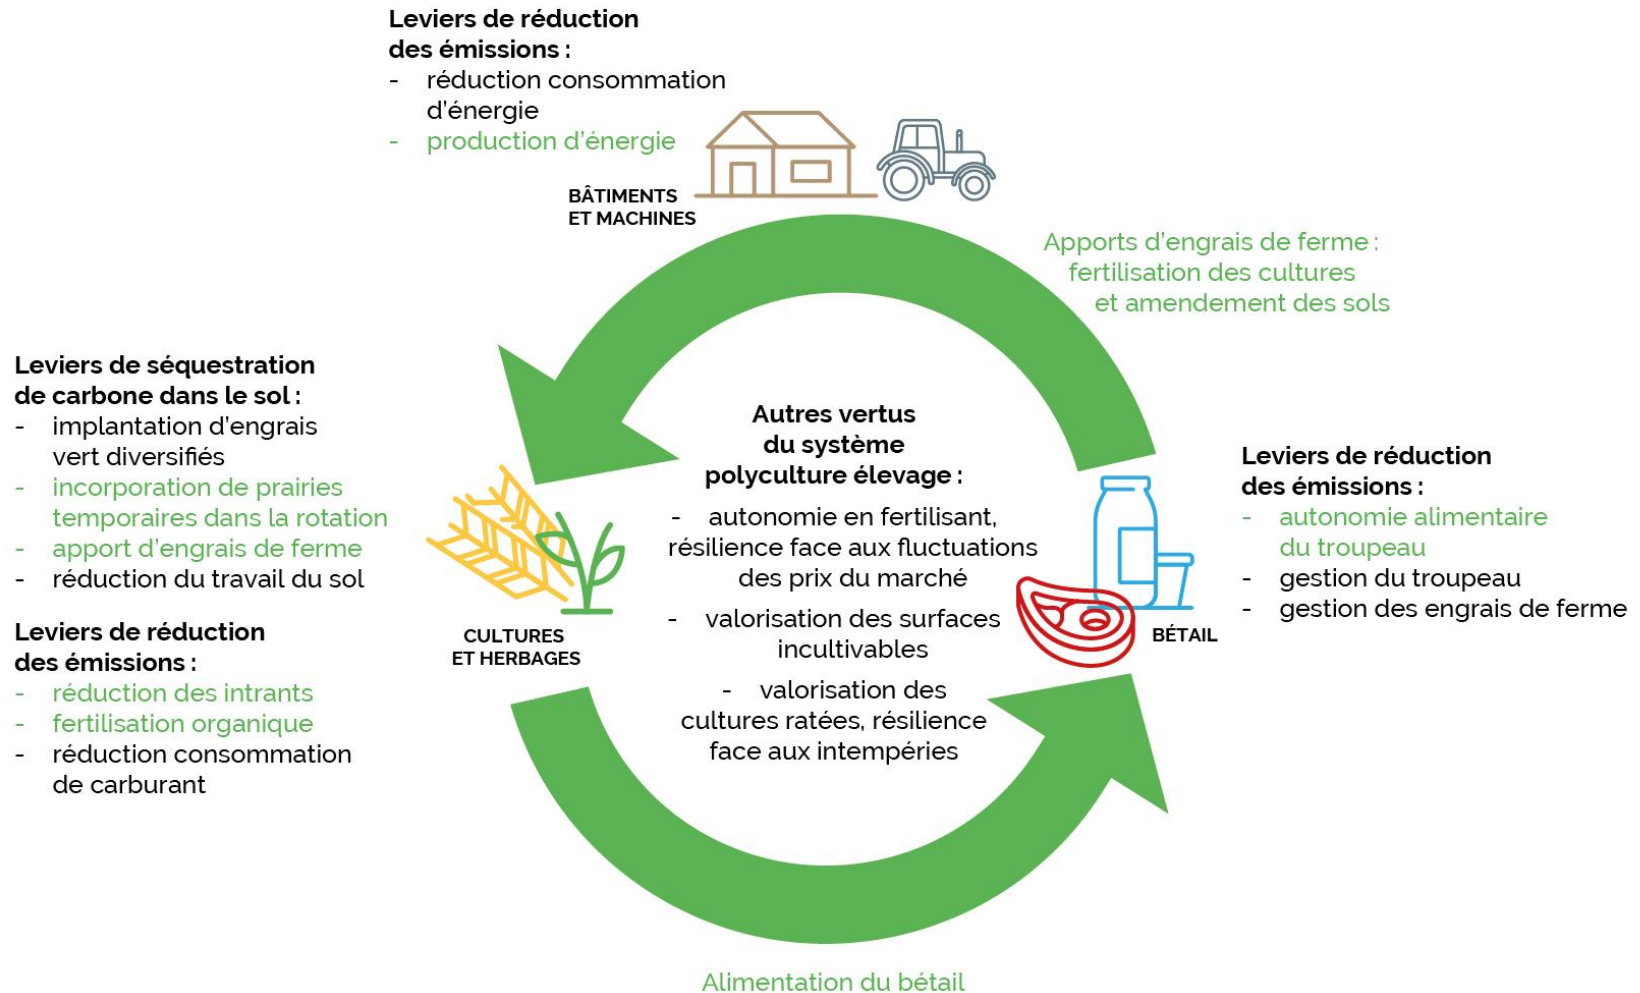 Leviers de réduction
des émissions :
- réduction consommation
d'énergie
- production d'énergie
BÂTIMENTS
ET MACHINES
Apports d'engrais de ferme :
fertilisation des cultures
et amendement des sols
Leviers de séquestration
de carbone dans le sol :
- implantation d'engrais
vert diversifiés
- incorporation de prairies
temporaires dans la rotation
- apport d'engrais de ferme
- réduction du travail du sol
Leviers de réduction
des émissions :
- réduction des intrants
- fertilisation organique
- réduction consommation
de carburant
CULTURES
ET HERBAGES
Autres vertus
du système
polyculture élevage :
- autonomie en fertilisant,
résilience face aux fluctuations
des prix du marché
- valorisation des surfaces
incultivables
- valorisation des
cultures ratées, résilience
face aux intempéries
BÉTAIL
Leviers de réduction
des émissions :
- autonomie alimentaire
du troupeau
- gestion du troupeau
- gestion des engrais de ferme
Alimentation du bétail